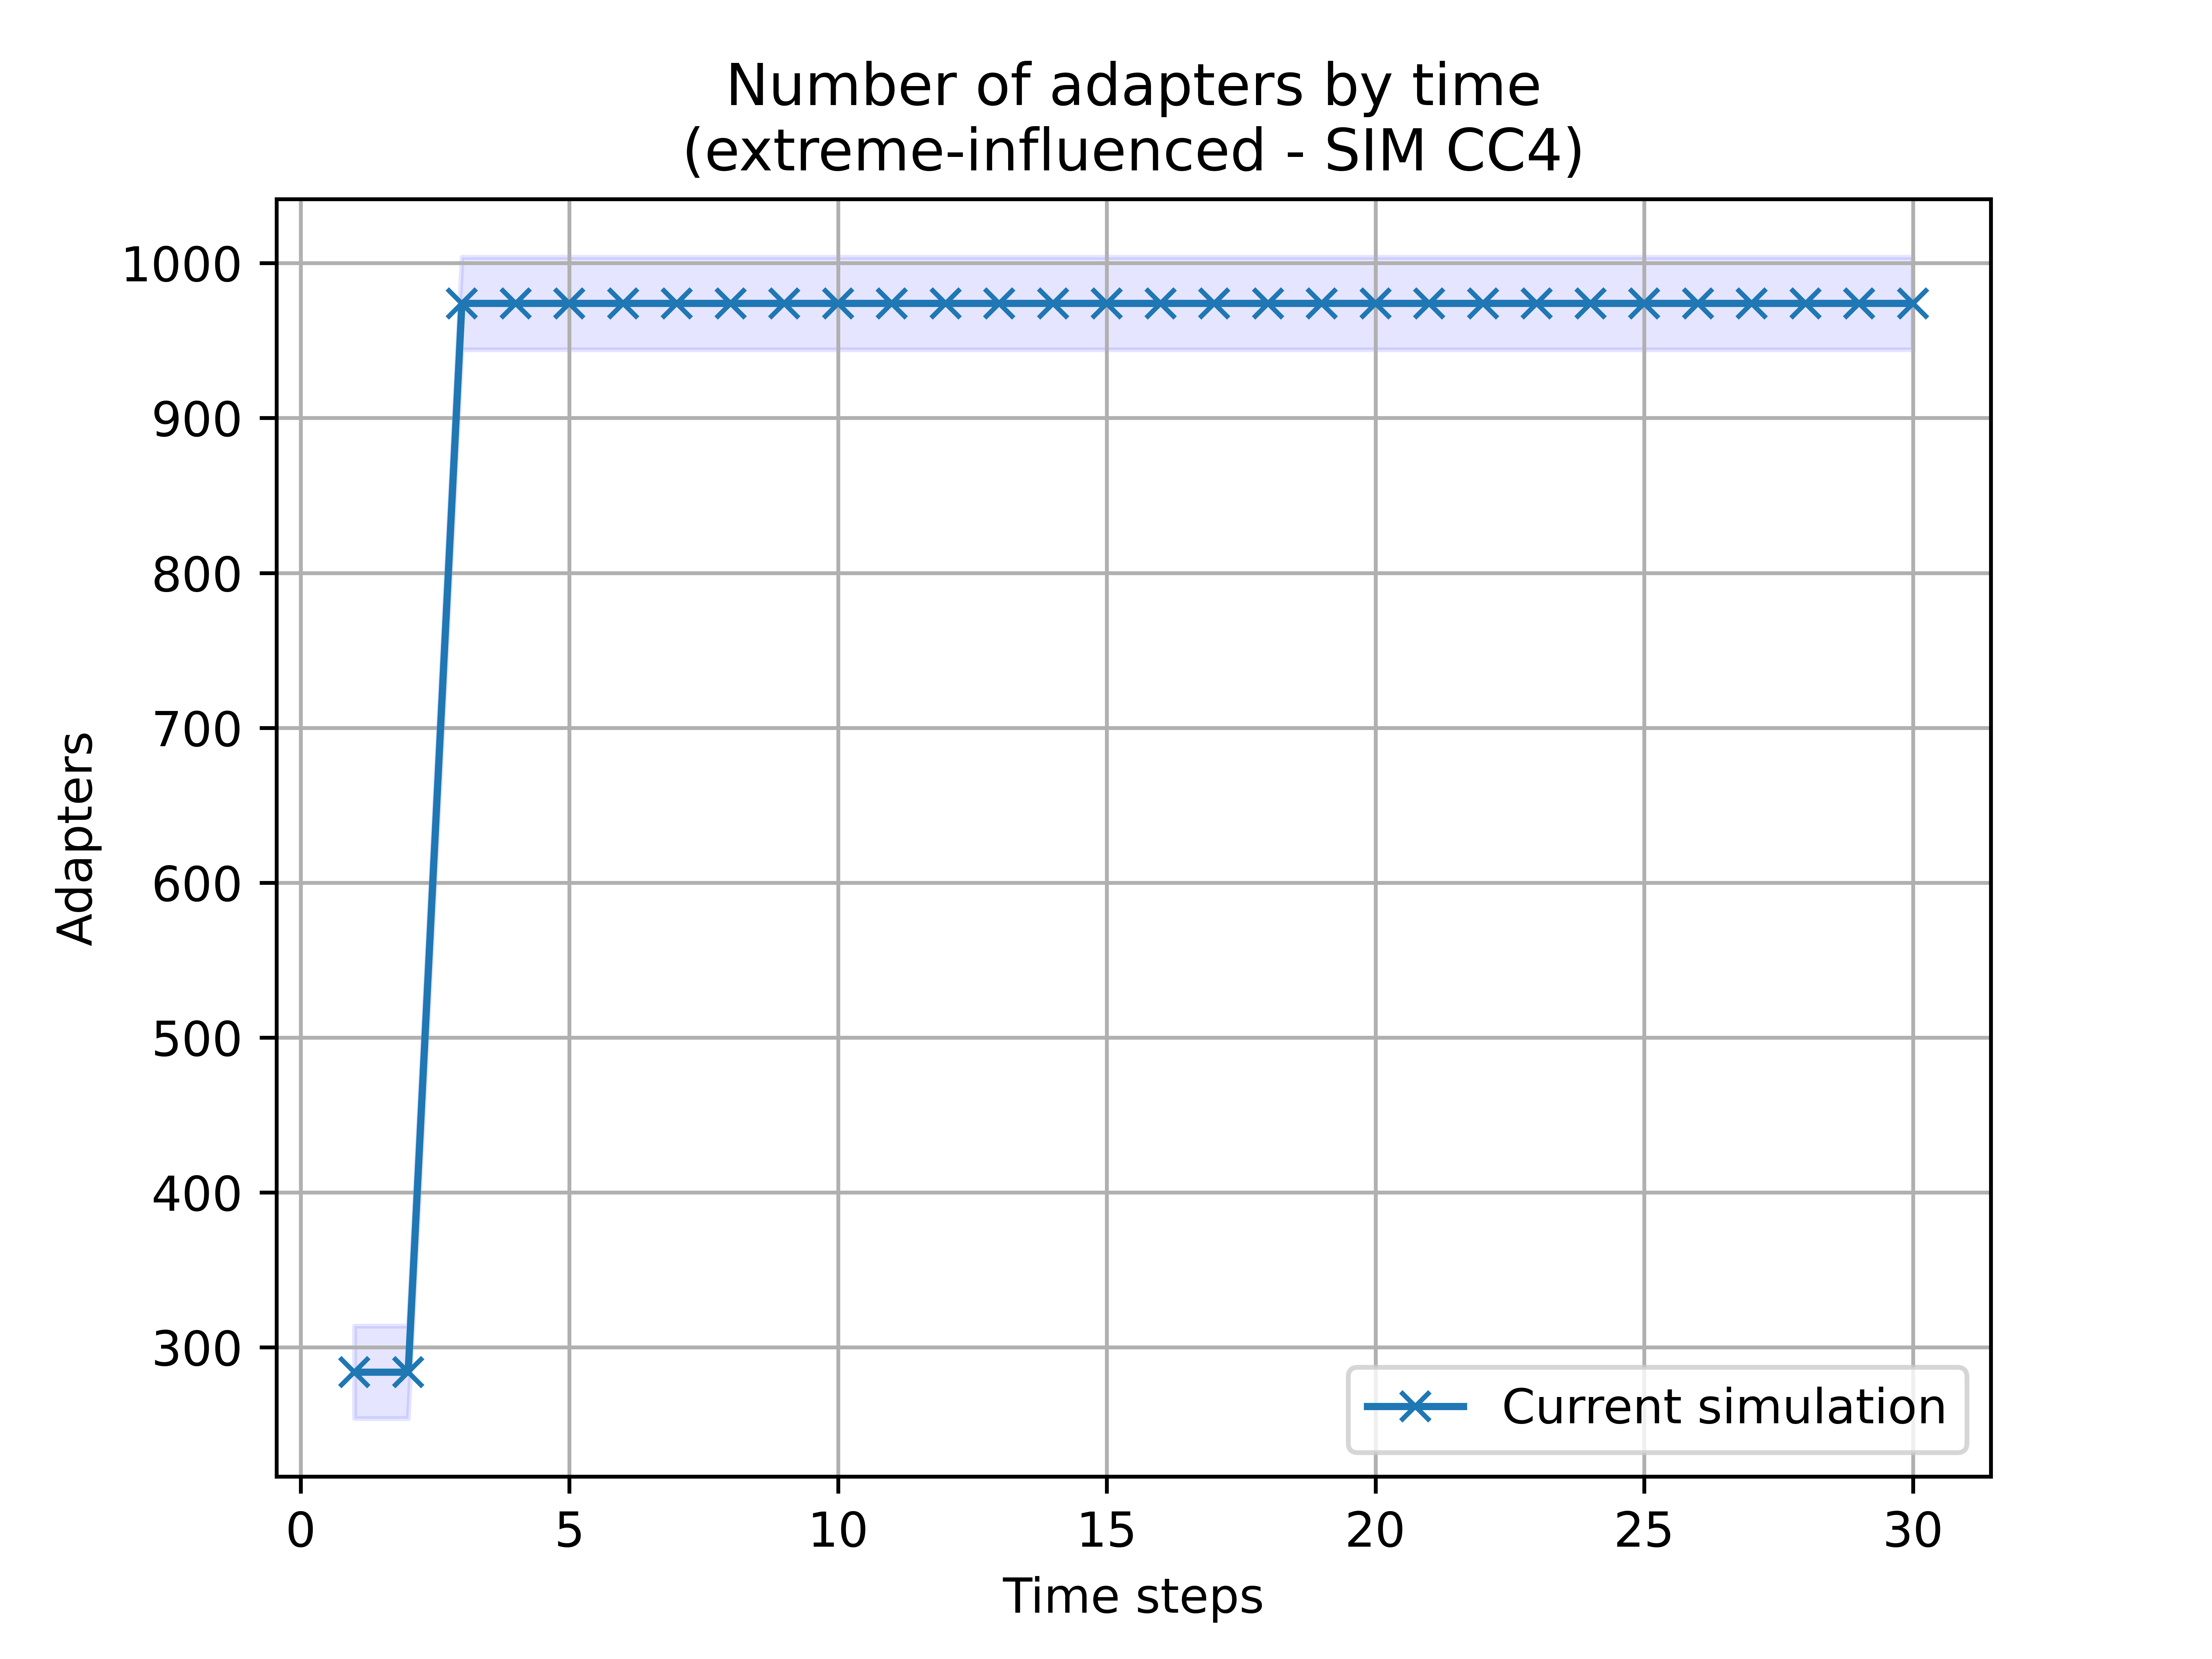 Number of adapters by time
(extreme-influenced - SIM CC4)
1000
900
800
700
600
500
400
300
Adapters
Current simulation
0 5 10 15 20 25 30
Time steps